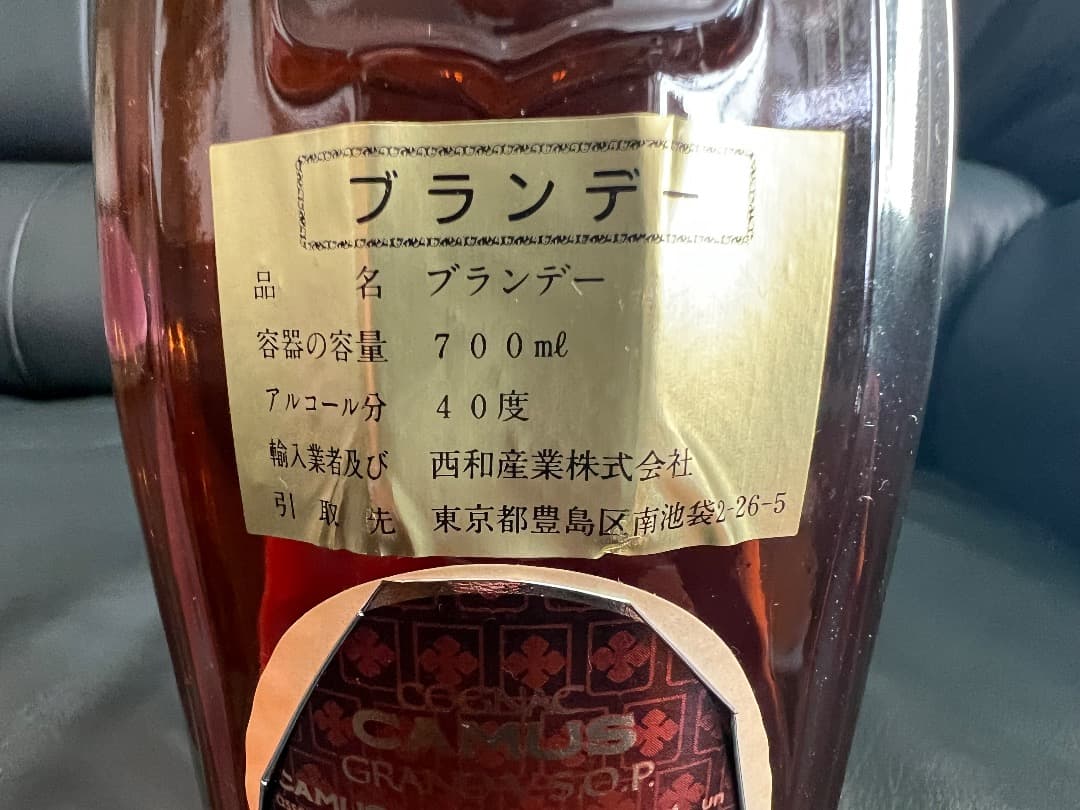 ブランデー
品名 ブランデー
容器の容量 700mℓ
アルコール分 40度
輸入業者及び 西和産業株式会社
引取先 東京都豊島区南池袋2-26-5
COGNAC
CAMUS
GRAND V.S.O.P.
CAMUS